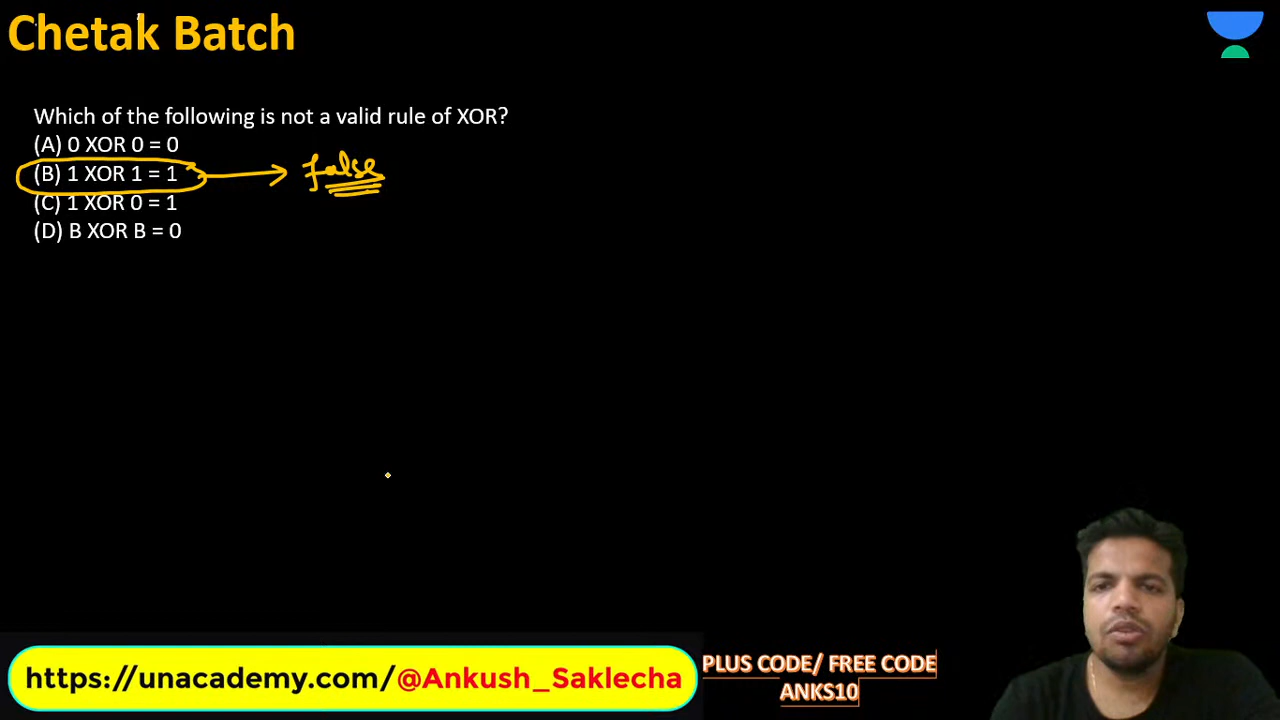 Chetak Batch
Which of the following is not a valid rule of XOR?
(A) 0 XOR 0 = 0
(B) 1 XOR 1 = 1 False
(C) 1 XOR 0 = 1
(D) B XOR B = 0
https://unacademy.com/@Ankush_Saklecha
PLUS CODE/ FREE CODE
ANKS10